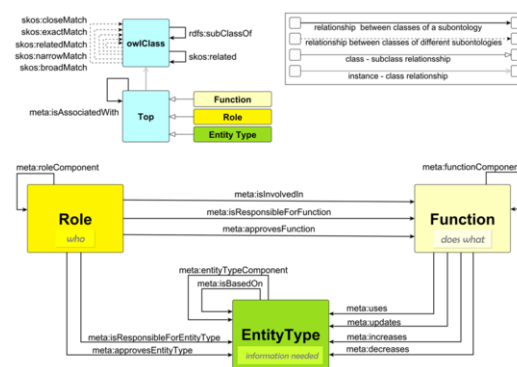 skos:closeMatch
skos:exactMatch
skos:relatedMatch
skos:narrowMatch
skos:broadMatch
owlClass
rdfs:subClassOf
skos:related
meta:isAssociatedWith
Top
Function
Role
Entity Type
relationship between classes of a subontology
relationship between classes of different subontologies
class - subclass relationsship
instance - class relationship
meta:roleComponent
meta:functionComponent
Role
who
meta:isInvolvedIn
meta:isResponsibleForFunction
meta:approvesFunction
Function
does what
meta:entityTypeComponent
meta:isBasedOn
meta:isResponsibleForEntityType
meta:approvesEntityType
EntityType
information needed
meta:uses
meta:updates
meta:increases
meta:decreases